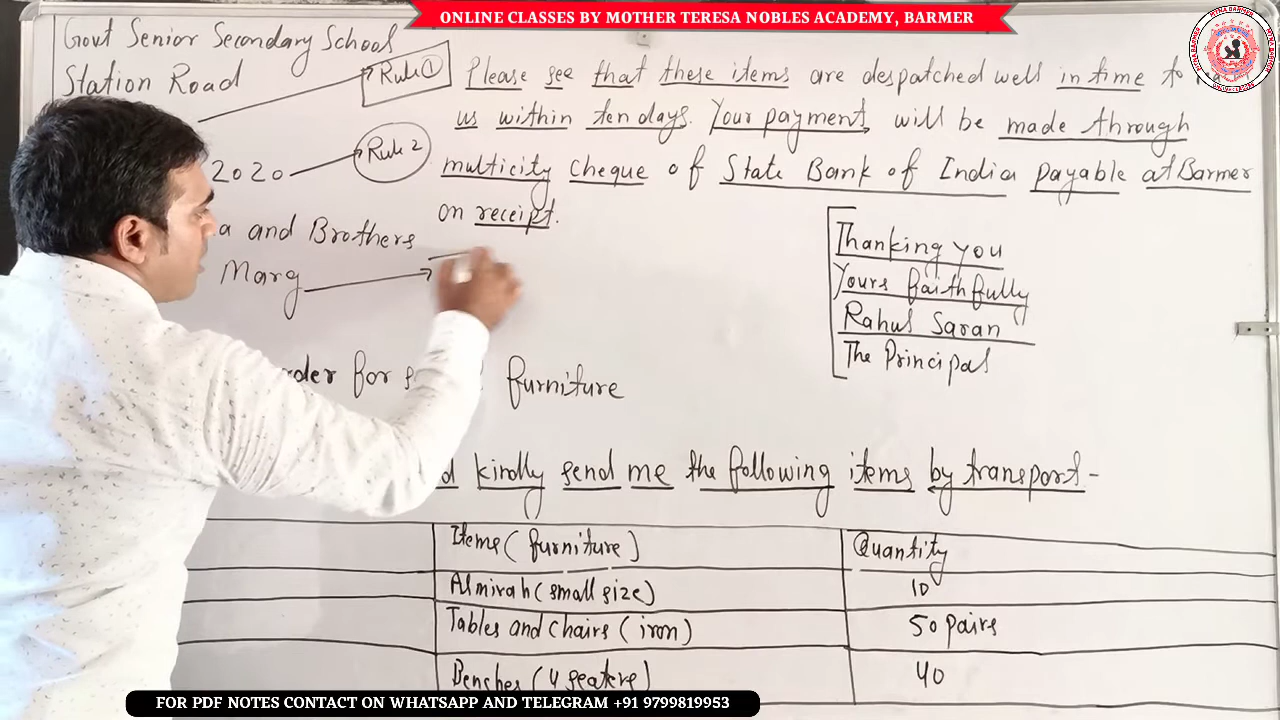 ONLINE CLASSES BY MOTHER TERESA NOBLES ACADEMY, BARMER
Govt Senior Secondary School
Station Road
Rule 1
2020
Rule 2
a and Brothers
Marg
Please see that these items are despatched well in time to
us within ten days. Your payment will be made through
multicity cheque of State Bank of India payable at Barmer
on receipt.
Thanking you
Yours faithfully
Rahul Saran
The Principal
rder for furniture
kindly send me the following items by transport-
Items (furniture) Quantity
Almirah (small size) 10
Tables and Chairs (iron) 50 pairs
Benches (4 seaters) 40
FOR PDF NOTES CONTACT ON WHATSAPP AND TELEGRAM +91 9799819953